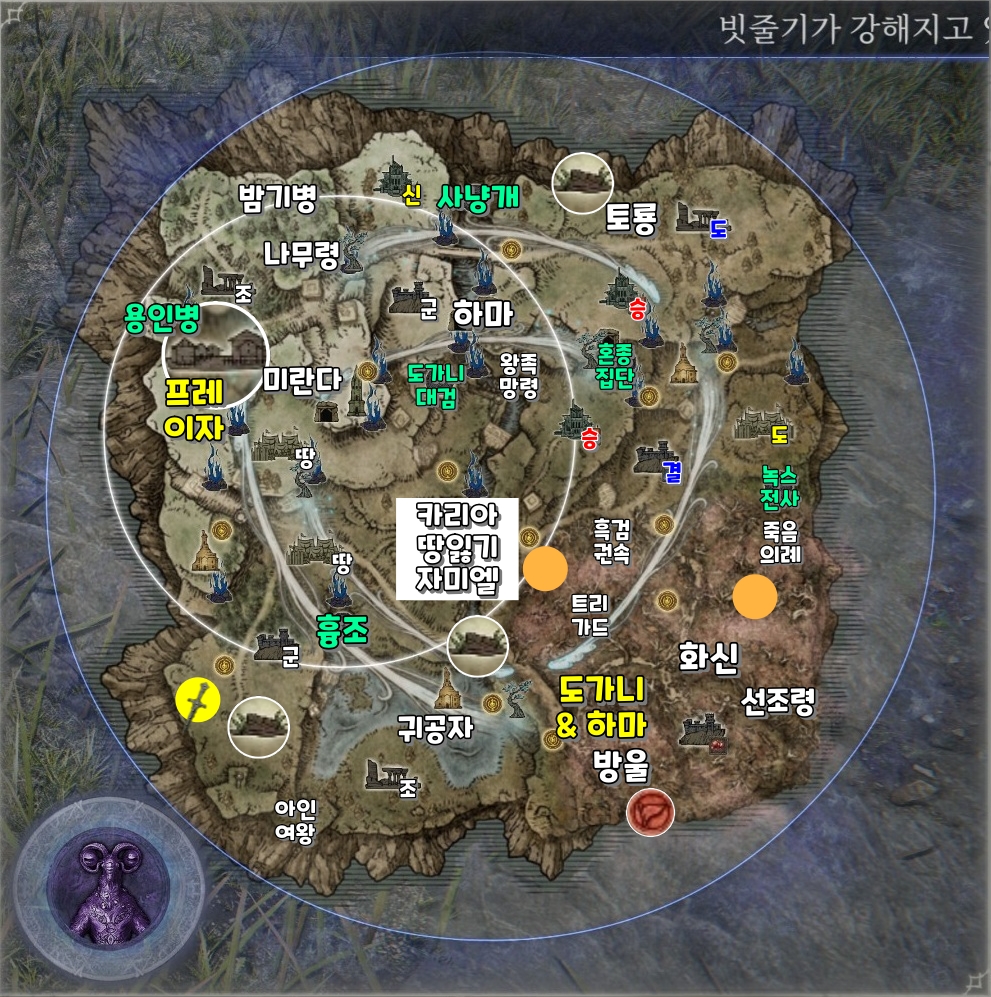 빗줄기가 강해지고
밤기병
신
사냥개
토룡
도
나무령
조
군
하마
승
용인병
프레
이자
미란다
도가니
대검
왕족
망령
혼종
집단
승
도
땅
결
녹스
전사
카리아
땅잃기
자미엘
흑검
권속
죽음
의례
땅
트리
가드
흉조
군
화신
도가니
& 하마
선조령
귀공자
방울
조
아인
여왕